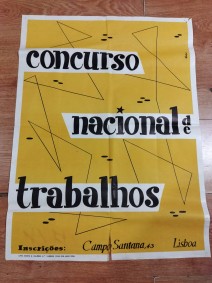 concurso
nacional de
trabalhos
Inscrições: Campo Santana, 43 Lisboa